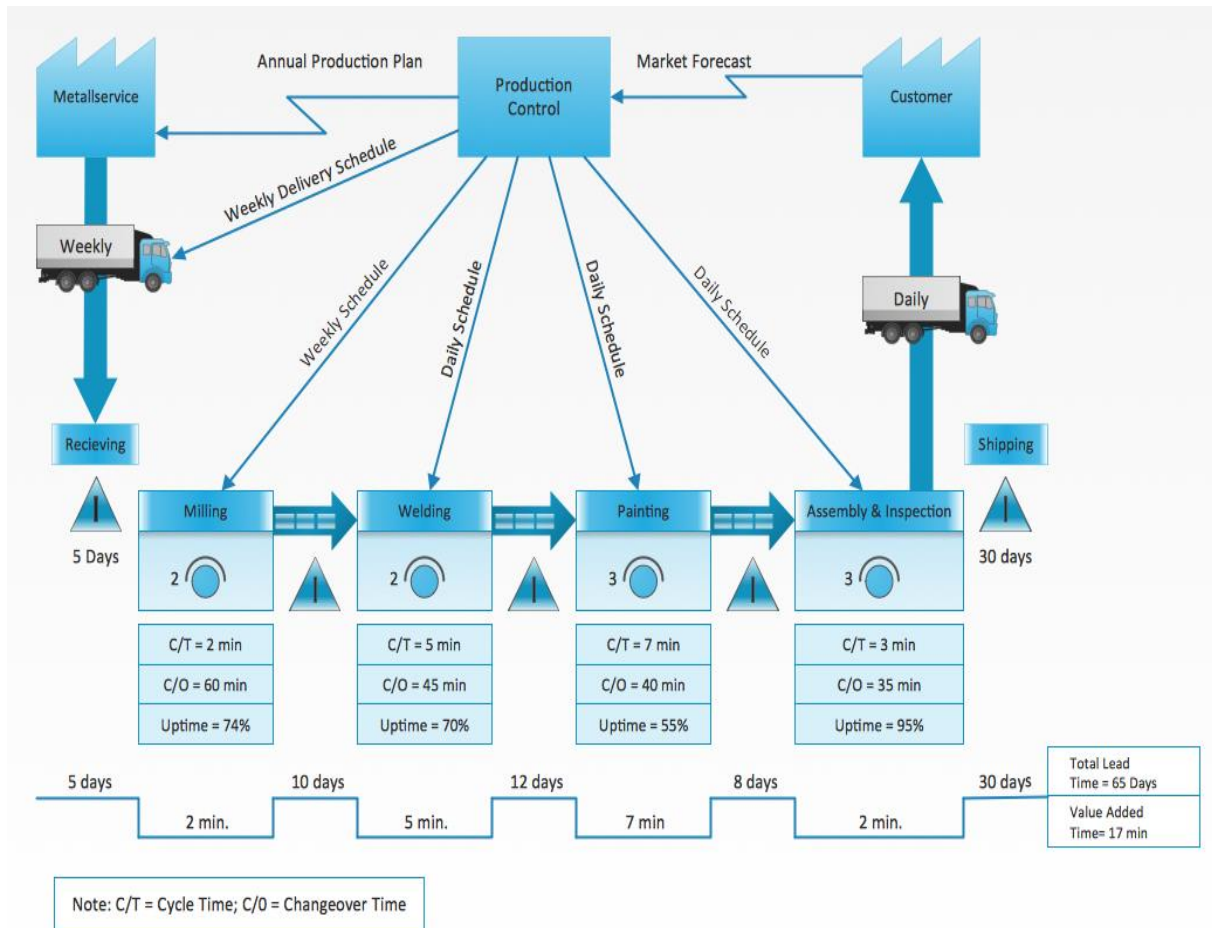 Metallservice
Annual Production Plan
Production
Control
Market Forecast
Customer
Weekly Delivery Schedule
Weekly
Weekly Schedule
Daily Schedule
Daily Schedule
Daily Schedule
Daily
Recieving
Shipping
5 Days
30 days
Milling
Welding
Painting
Assembly & Inspection
I
I
I
I
I
2
2
3
3
C/T = 2 min
C/O = 60 min
Uptime = 74%
C/T = 5 min
C/O = 45 min
Uptime = 70%
C/T = 7 min
C/O = 40 min
Uptime = 55%
C/T = 3 min
C/O = 35 min
Uptime = 95%
5 days
10 days
12 days
8 days
30 days
2 min.
5 min.
7 min
2 min.
Total Lead
Time = 65 Days
Value Added
Time= 17 min
Note: C/T = Cycle Time; C/0 = Changeover Time